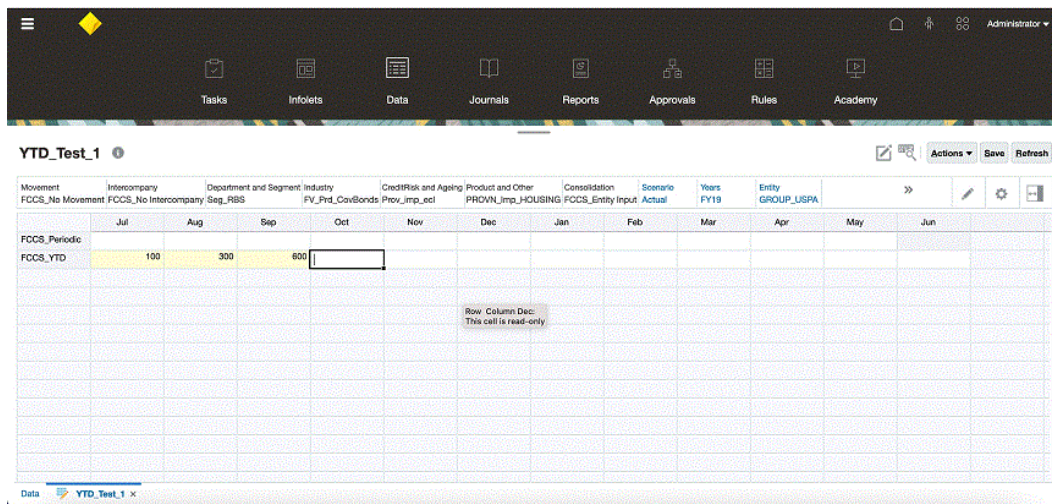 Administrator
Tasks Infolets Data Journals Reports Approvals Rules Academy
YTD_Test_1
Actions Save Refresh
Movement Intercompany Department and Segment Industry CreditRisk and Ageing Product and Other Consolidation Scenario Years Entity
FCCS_No Movement FCCS_No Intercompany Seg_RBS FV_Prd_CovBonds Prov_imp_ecl PROVN_Imp_HOUSING FCCS_Entity Input Actual FY19 GROUP_USPA
Jul Aug Sep Oct Nov Dec Jan Feb Mar Apr May Jun
FCCS_Periodic
FCCS_YTD 100 300 600
Row Column Dec:
This cell is read-only
Data YTD_Test_1 ×